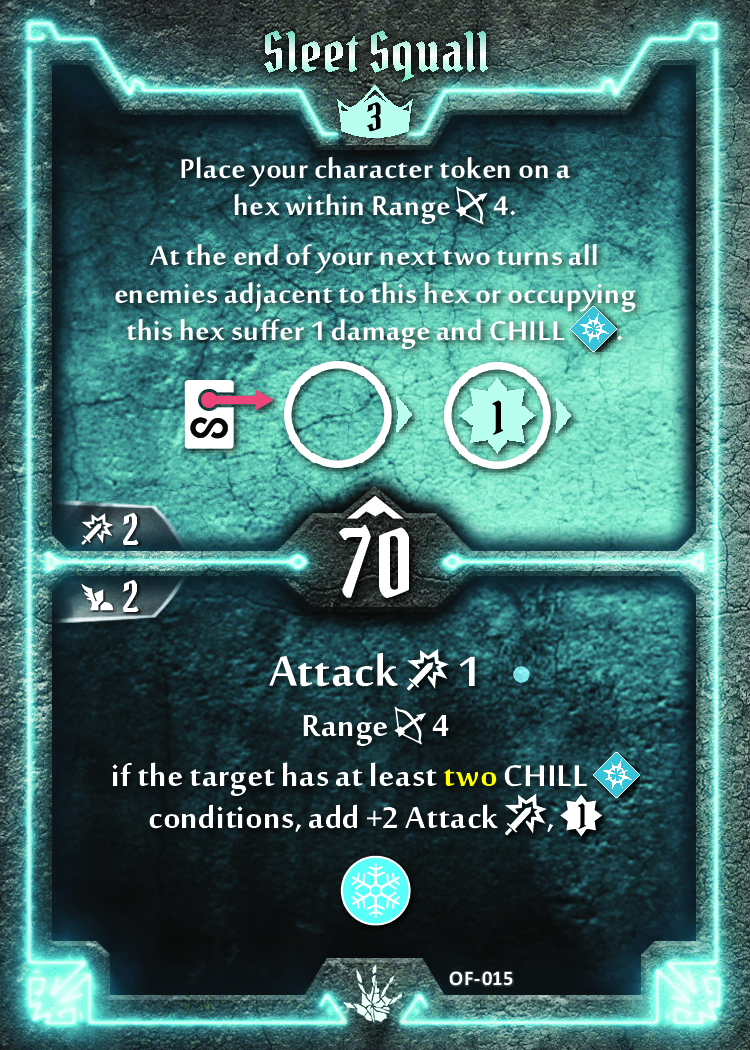 Sleet Squall
3
Place your character token on a
hex within Range 4.
At the end of your next two turns all
enemies adjacent to this hex or occupying
this hex suffer 1 damage and CHILL .
1
2
70
2
Attack 1
Range 4
if the target has at least two CHILL
conditions, add +2 Attack , 1
OF-015